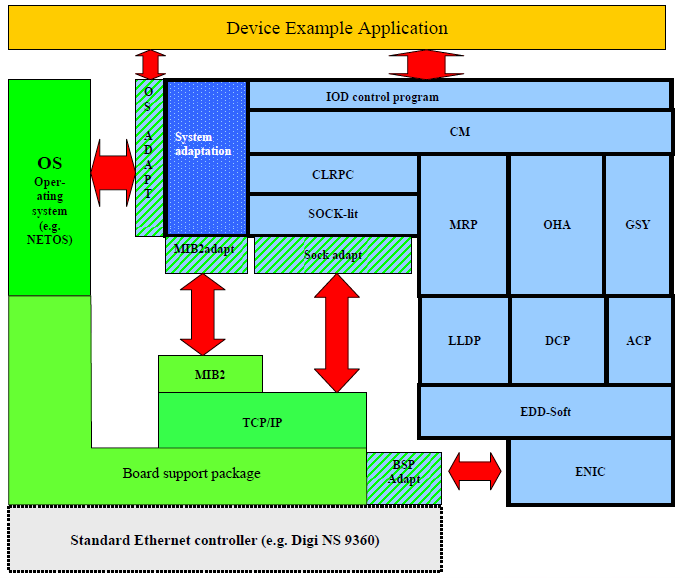 Device Example Application
OS
ADAPT
IOD control program
System
adaptation
CM
OS
Oper-
ating
system
(e.g.
NETOS)
CLRPC
SOCK-lit
MRP
OHA
GSY
MIB2adapt
Sock adapt
LLDP
DCP
ACP
MIB2
TCP/IP
EDD-Soft
Board support package
BSP
Adapt
ENIC
Standard Ethernet controller (e.g. Digi NS 9360)